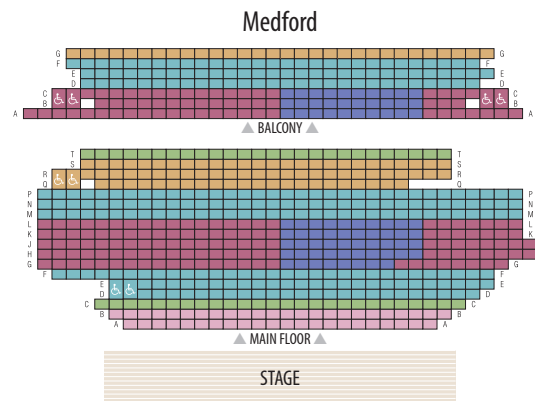 Medford
G G
F F
E E
D D
C C
B B
A A
BALCONY
T T
S S
R R
Q Q
P P
N N
M M
L L
K K
J J
H H
G G
F F
E E
D D
C C
B B
A A
MAIN FLOOR
STAGE